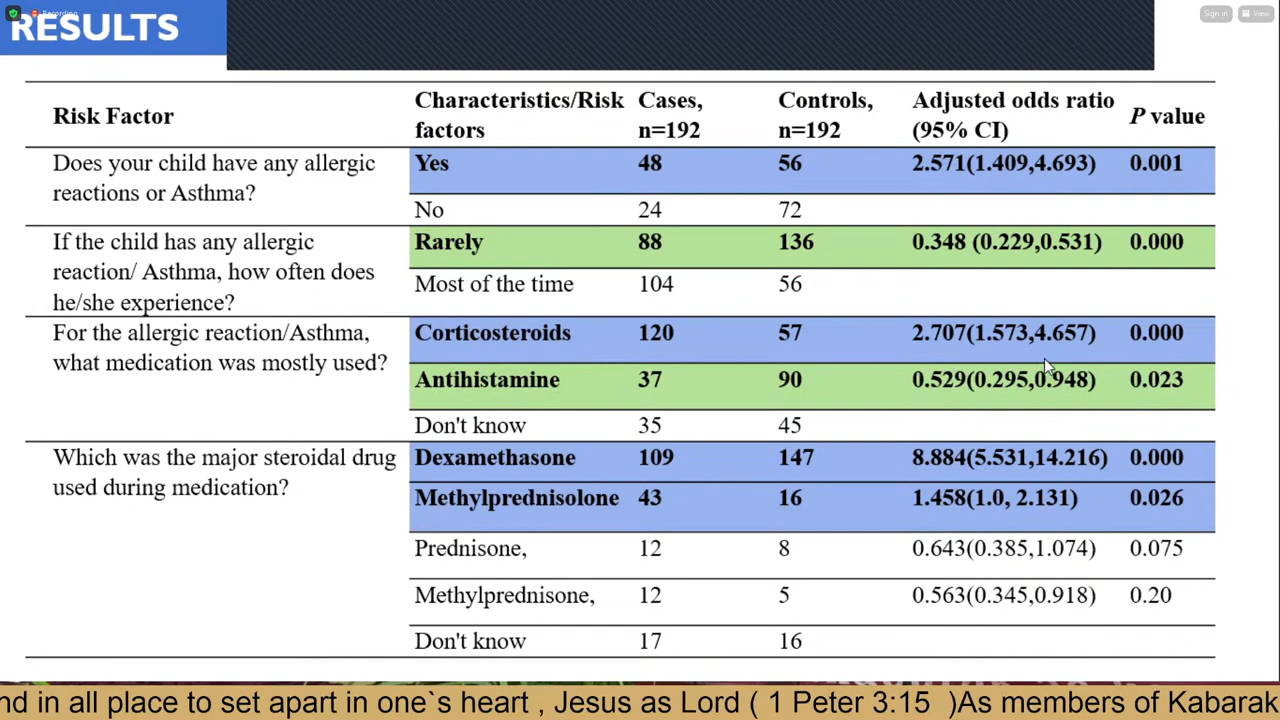 Recording
Sign in
View
RESULTS
Risk Factor
Characteristics/Risk factors
Cases, n=192
Controls, n=192
Adjusted odds ratio (95% CI)
P value
Does your child have any allergic
reactions or Asthma?
Yes 48 56 2.571(1.409,4.693) 0.001
No 24 72
If the child has any allergic
reaction/ Asthma, how often does
he/she experience?
Rarely 88 136 0.348 (0.229,0.531) 0.000
Most of the time 104 56
For the allergic reaction/Asthma,
what medication was mostly used?
Corticosteroids 120 57 2.707(1.573,4.657) 0.000
Antihistamine 37 90 0.529(0.295,0.948) 0.023
Don't know 35 45
Which was the major steroidal drug
used during medication?
Dexamethasone 109 147 8.884(5.531,14.216) 0.000
Methylprednisolone 43 16 1.458(1.0, 2.131) 0.026
Prednisone, 12 8 0.643(0.385,1.074) 0.075
Methylprednisone, 12 5 0.563(0.345,0.918) 0.20
Don't know 17 16
nd in all place to set apart in one`s heart , Jesus as Lord ( 1 Peter 3:15 )As members of Kabarak